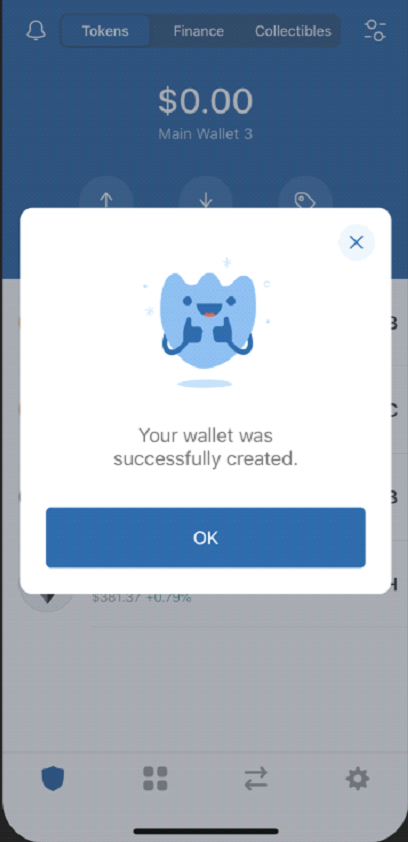 Tokens
Finance
Collectibles
$0.00
Main Wallet 3
B
C
Your wallet was
successfully created.
B
OK
H
$381.37 +0.79%